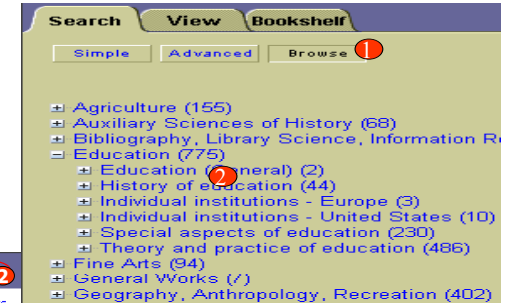 Search View Bookshelf
Simple Advanced Browse 1
Agriculture (155)
Auxiliary Sciences of History (68)
Bibliography, Library Science, Information
Education (775)
Education (2)
2
History of education (44)
Individual institutions - Europe (3)
Individual institutions - United States (10)
Special aspects of education (230)
Theory and practice of education (486)
2
Fine Arts (94)
General Works (7)
Geography, Anthropology, Recreation (402)